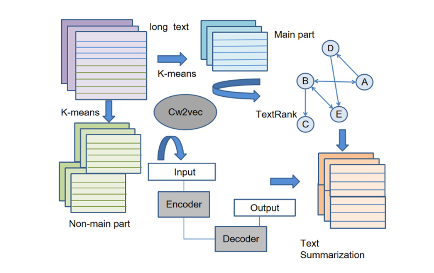 long text
Main part
K-means
D
B
A
K-means
TextRank
Cw2vec
C
E
Input
Non-main part
Encoder
Output
Decoder
Text
Summarization